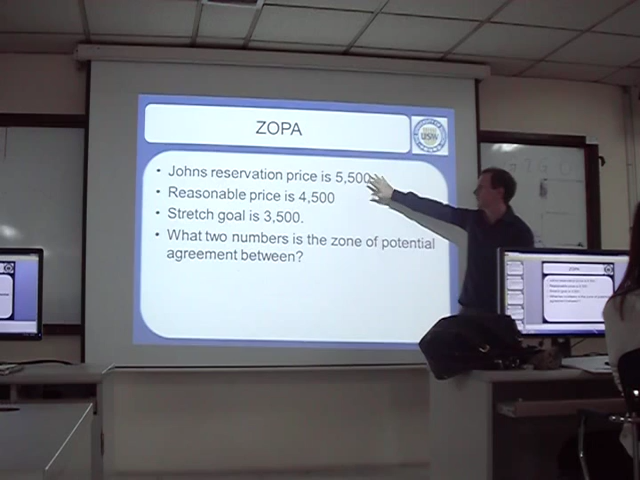 ZOPA
• Johns reservation price is 5,500
• Reasonable price is 4,500
• Stretch goal is 3,500.
• What two numbers is the zone of potential
agreement between?
ZOPA